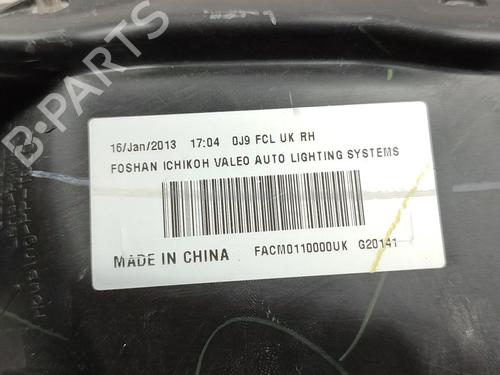 16/Jan/2013 17:04 0J9 FCL UK RH
FOSHAN ICHIKOH VALEO AUTO LIGHTING SYSTEMS
MADE IN CHINA FACM0110000UK G20141
B-PARTS
Housing